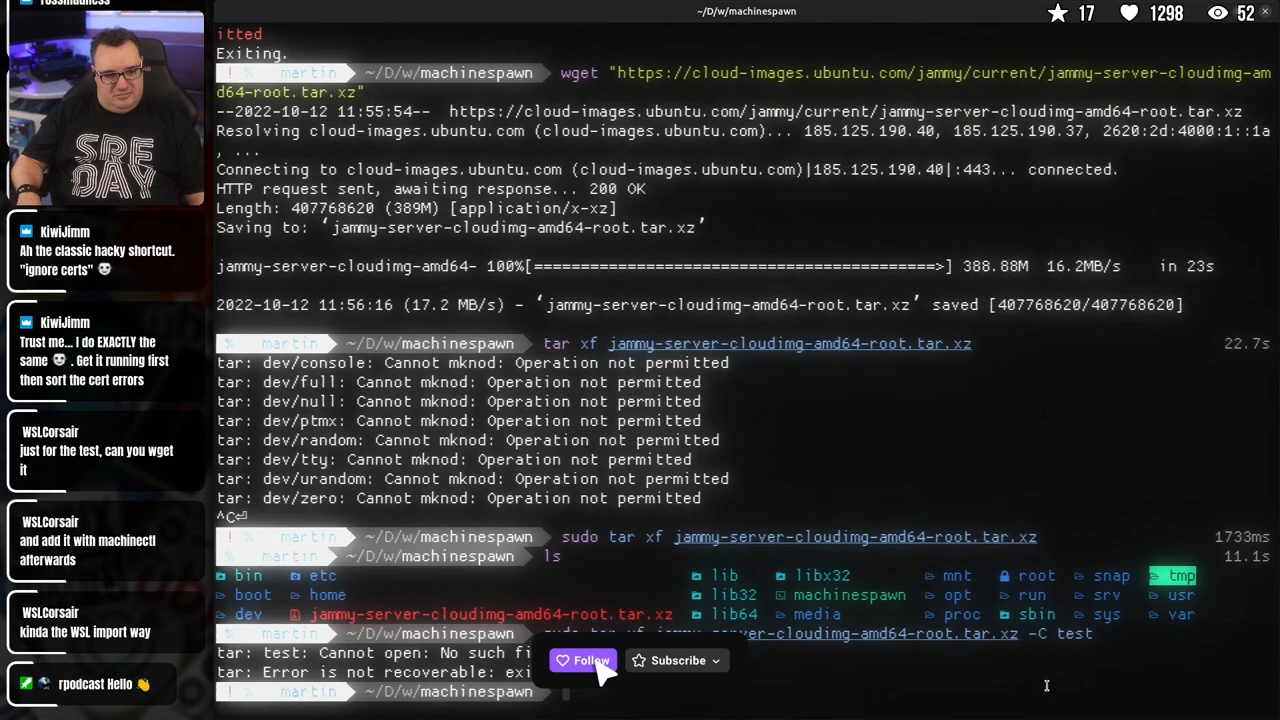 ~/D/w/machinespawn
17 1298 52
itted
Exiting.
! % martin ~/D/w/machinespawn wget "https://cloud-images.ubuntu.com/jammy/current/jammy-server-cloudimg-am
d64-root.tar.xz"
--2022-10-12 11:55:54-- https://cloud-images.ubuntu.com/jammy/current/jammy-server-cloudimg-amd64-root.tar.xz
Resolving cloud-images.ubuntu.com (cloud-images.ubuntu.com)... 185.125.190.40, 185.125.190.37, 2620:2d:4000:1::1a
, ...
Connecting to cloud-images.ubuntu.com (cloud-images.ubuntu.com)|185.125.190.40|:443... connected.
HTTP request sent, awaiting response... 200 OK
Length: 407768620 (389M) [application/x-xz]
Saving to: ‘jammy-server-cloudimg-amd64-root.tar.xz’
jammy-server-cloudimg-amd64- 100%[===========================================>] 388.88M 16.2MB/s in 23s
2022-10-12 11:56:16 (17.2 MB/s) - ‘jammy-server-cloudimg-amd64-root.tar.xz’ saved [407768620/407768620]
% martin ~/D/w/machinespawn tar xf jammy-server-cloudimg-amd64-root.tar.xz 22.7s
tar: dev/console: Cannot mknod: Operation not permitted
tar: dev/full: Cannot mknod: Operation not permitted
tar: dev/null: Cannot mknod: Operation not permitted
tar: dev/ptmx: Cannot mknod: Operation not permitted
tar: dev/random: Cannot mknod: Operation not permitted
tar: dev/tty: Cannot mknod: Operation not permitted
tar: dev/urandom: Cannot mknod: Operation not permitted
tar: dev/zero: Cannot mknod: Operation not permitted
^C⏎
! % martin ~/D/w/machinespawn sudo tar xf jammy-server-cloudimg-amd64-root.tar.xz 1733ms
% martin ~/D/w/machinespawn ls 11.1s
bin etc lib libx32 mnt root snap tmp
boot home lib32 machinespawn opt run srv usr
dev jammy-server-cloudimg-amd64-root.tar.xz lib64 media proc sbin sys var
% martin ~/D/w/machinespawn sudo tar xf jammy-server-cloudimg-amd64-root.tar.xz -C test
tar: test: Cannot open: No such fi
tar: Error is not recoverable: exi
! % martin ~/D/w/machinespawn
Follow
Subscribe
SRE
DAY
KiwiJimm
Ah the classic hacky shortcut.
"ignore certs"
KiwiJimm
Trust me... I do EXACTLY the
same . Get it running first
then sort the cert errors
WSLCorsair
just for the test, can you wget
it
WSLCorsair
and add it with machinectl
afterwards
WSLCorsair
kinda the WSL import way
rpodcast Hello 👋